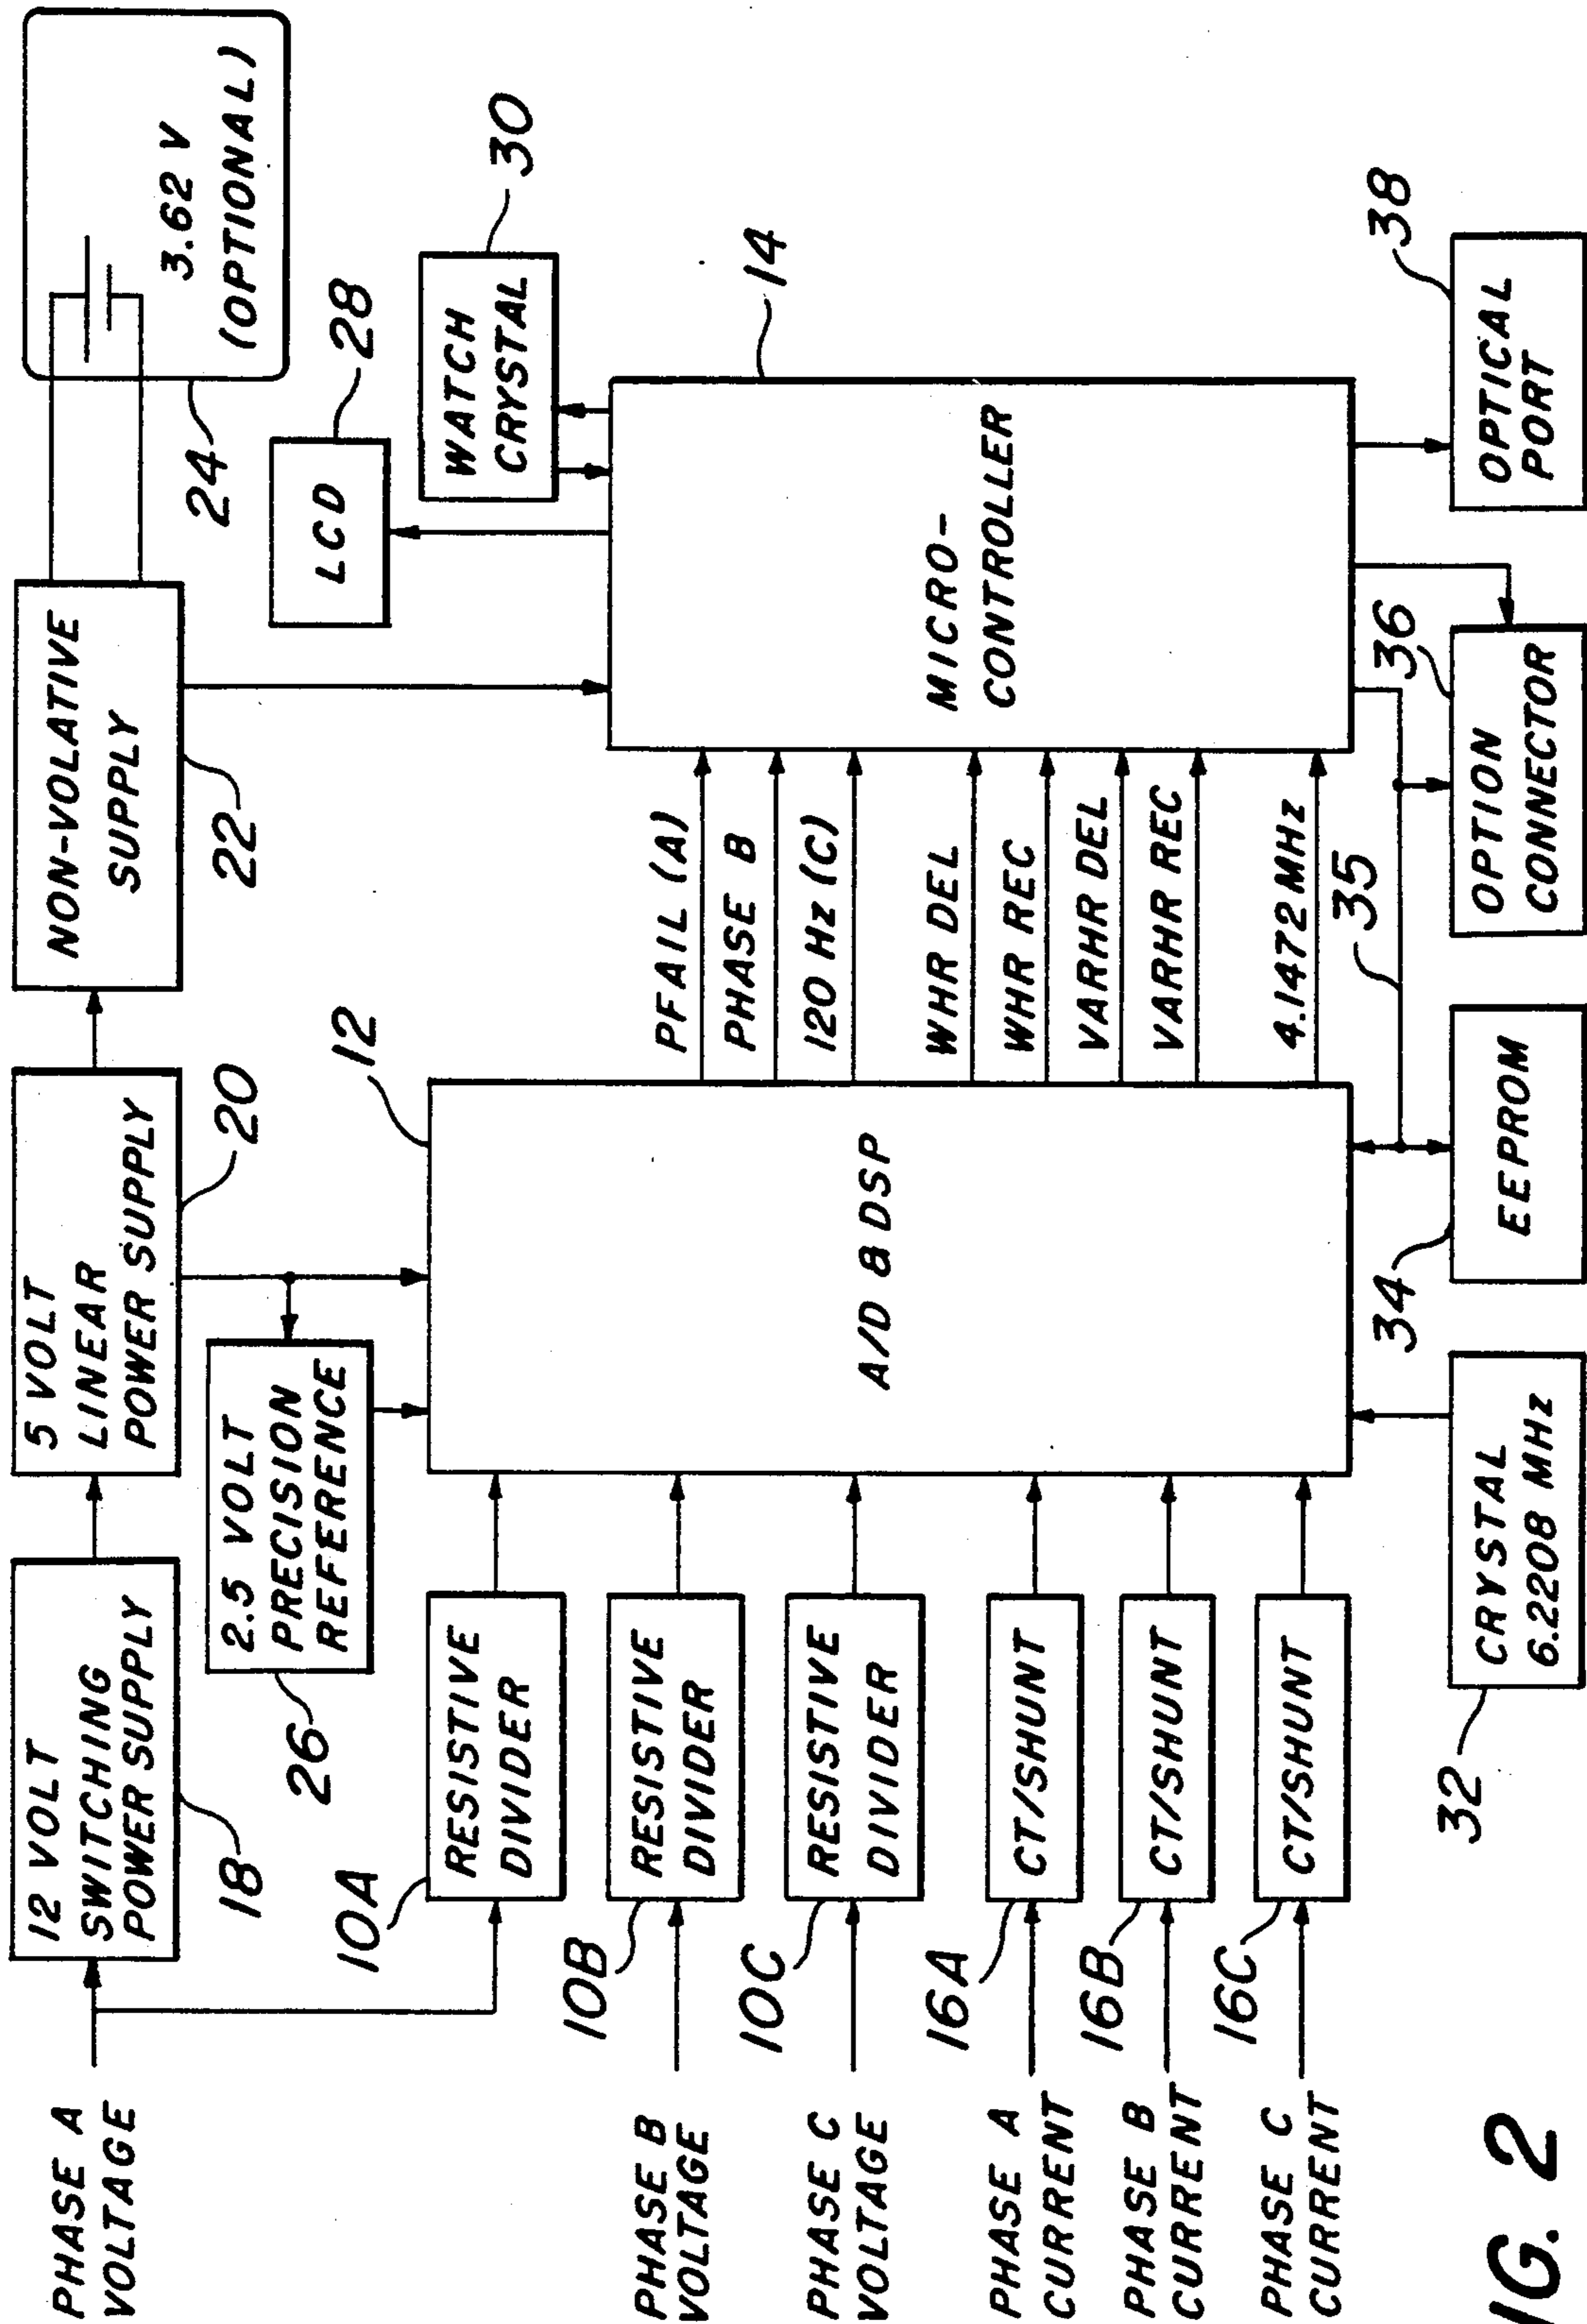 PHASE A
VOLTAGE
12 VOLT
SWITCHING
POWER SUPPLY
18
5 VOLT
LINEAR
POWER SUPPLY
20
NON-VOLATIVE
SUPPLY
22
3.62 V
(OPTIONAL)
24
2.5 VOLT
PRECISION
REFERENCE
26
LCD
28
WATCH
CRYSTAL
30
10A
RESISTIVE
DIVIDER
PHASE B
VOLTAGE
10B
RESISTIVE
DIVIDER
PHASE C
VOLTAGE
10C
RESISTIVE
DIVIDER
PHASE A
CURRENT
16A
CT/SHUNT
PHASE B
CURRENT
16B
CT/SHUNT
PHASE C
CURRENT
16C
CT/SHUNT
12
A/D & DSP
PFAIL (A)
PHASE B
120 Hz (C)
WHR DEL
WHR REC
VARHR DEL
VARHR REC
4.1472 MHz
14
MICRO-
CONTROLLER
32
CRYSTAL
6.2208 MHz
34
EEPROM
35
36
OPTION
CONNECTOR
38
OPTICAL
PORT
IG. 2